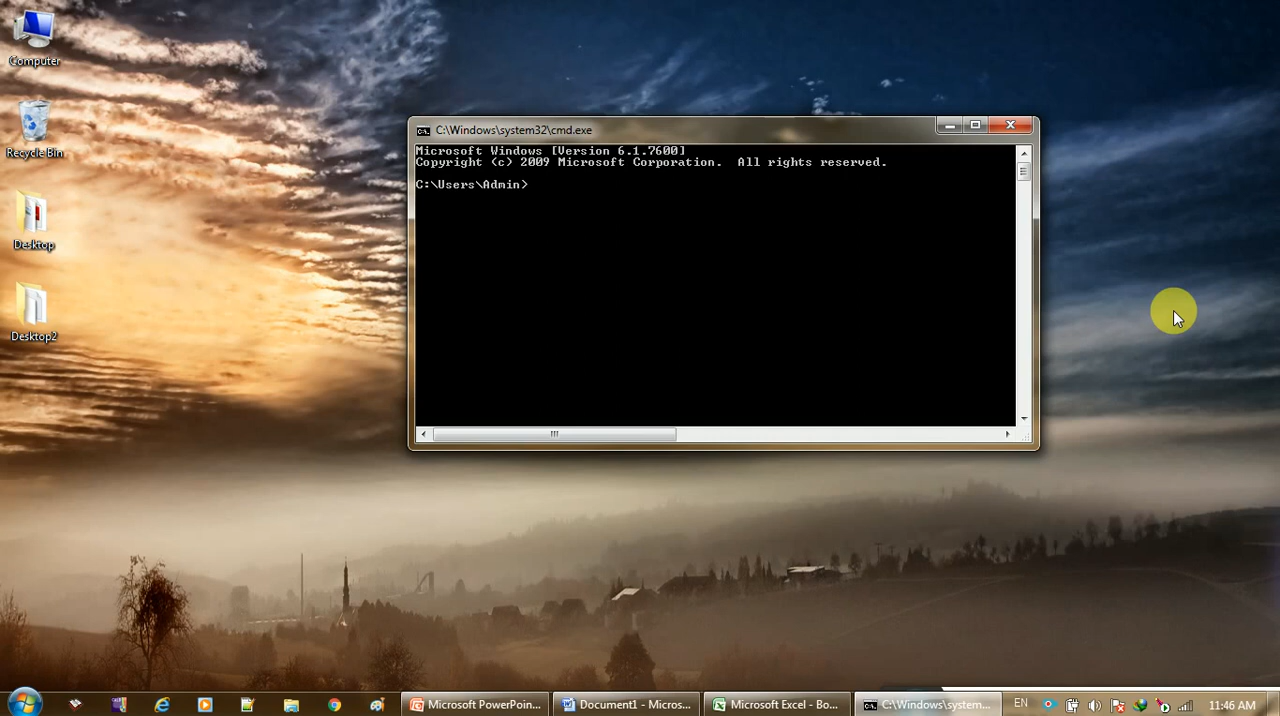 Computer
Recycle Bin
Desktop
Desktop2
C:\Windows\system32\cmd.exe
Microsoft Windows [Version 6.1.7600]
Copyright (c) 2009 Microsoft Corporation.  All rights reserved.
C:\Users\Admin>
Microsoft PowerPoin...
Document1 - Micros...
Microsoft Excel - Bo...
C:\Windows\system...
EN
11:46 AM